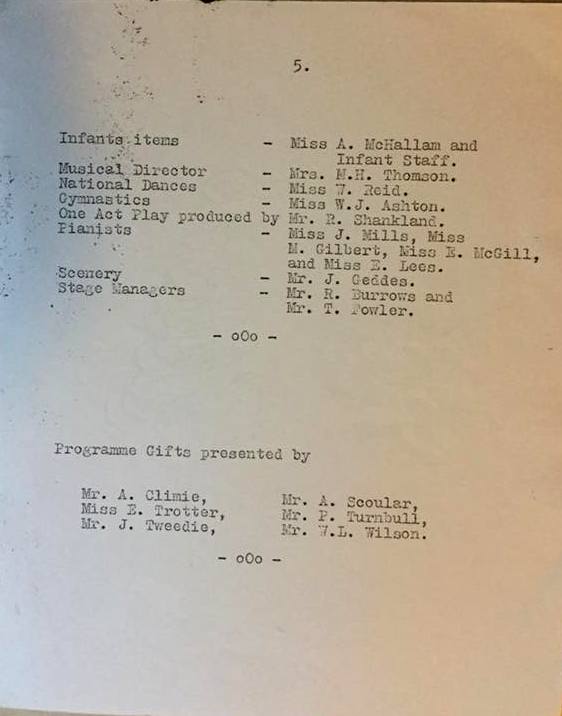 5.
Infants items - Miss A. McHallam and
Infant Staff.
Musical Director - Mrs. M.H. Thomson.
National Dances - Miss W. Reid.
Gymnastics - Miss W.J. Ashton.
One Act Play produced by Mr. R. Shankland.
Pianists - Miss J. Mills, Miss
M. Gilbert, Miss E. McGill,
and Miss E. Lees.
Scenery - Mr. J. Geddes.
Stage Managers - Mr. R. Burrows and
Mr. T. Fowler.
- oOo -
Programme Gifts presented by
Mr. A. Climie, Mr. A. Scoular,
Miss E. Trotter, Mr. P. Turnbull,
Mr. J. Tweedie, Mr. W.L. Wilson.
- oOo -